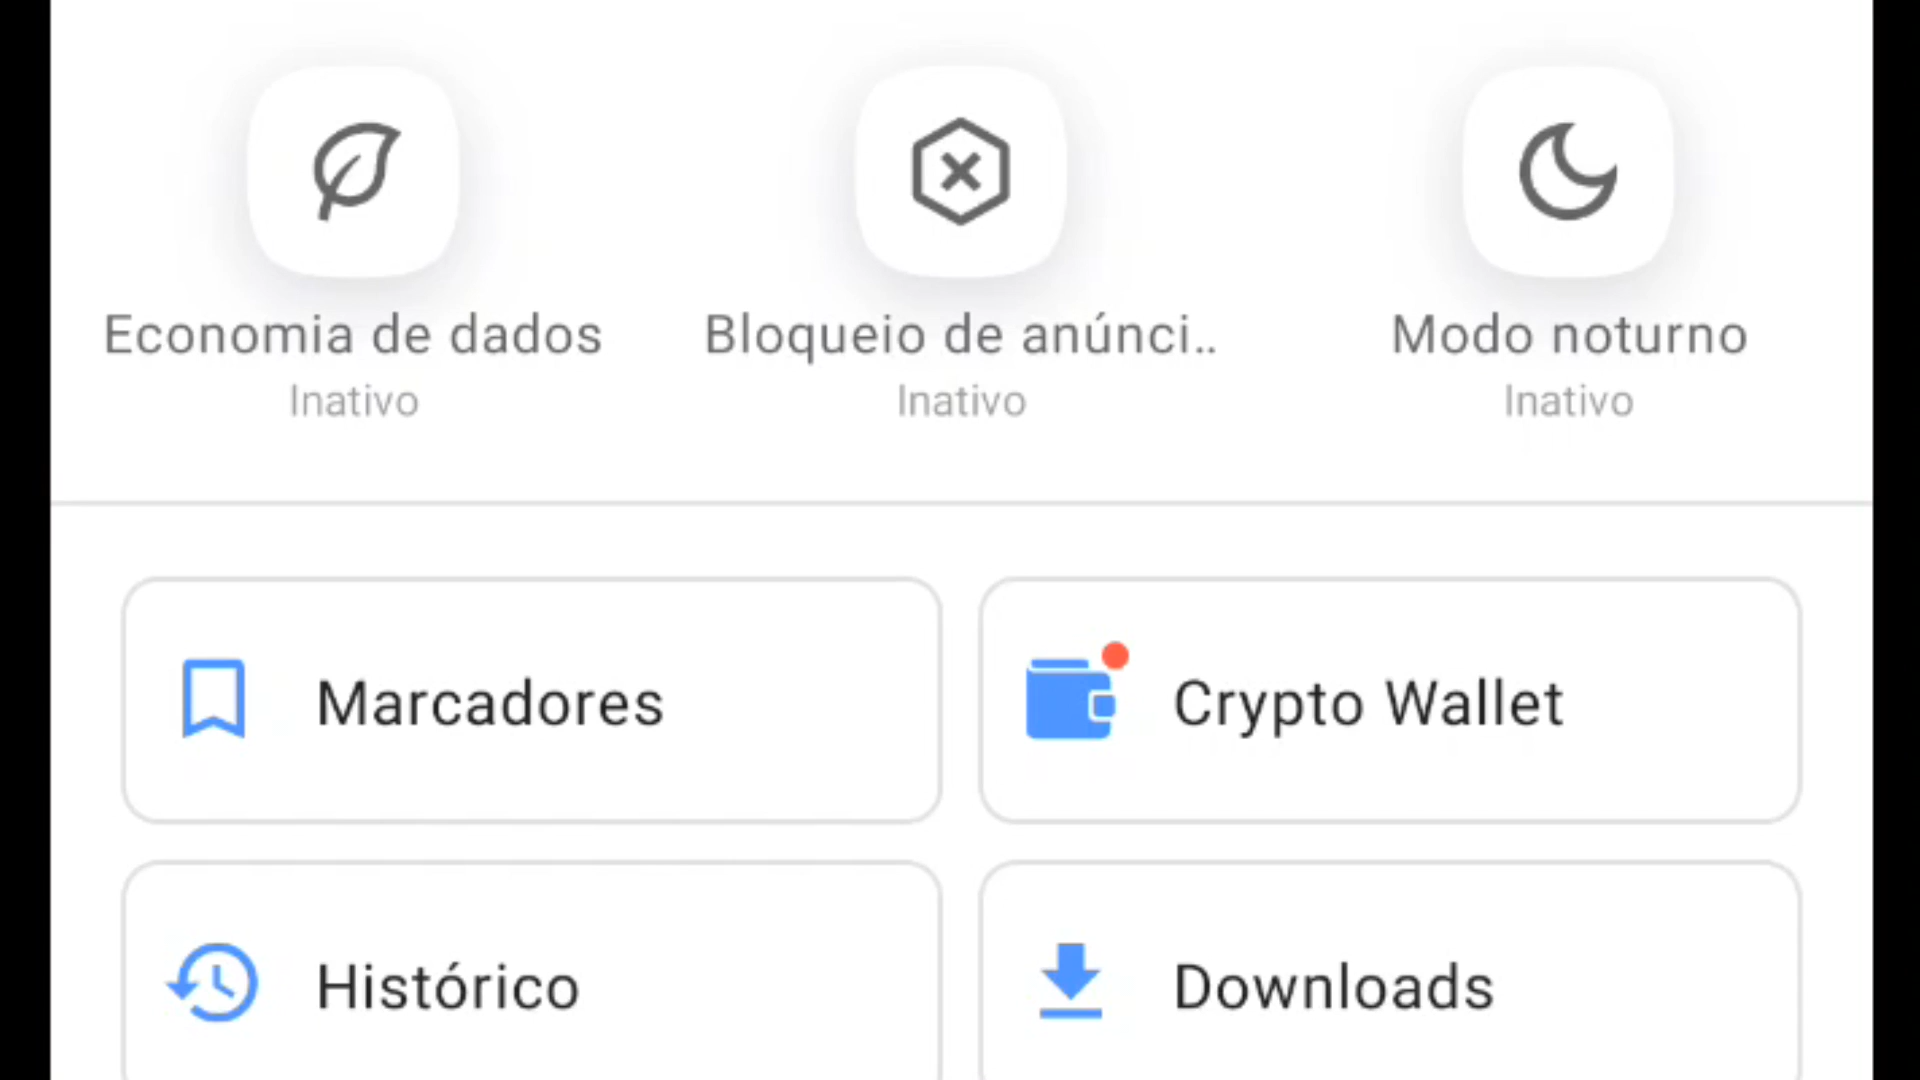 Economia de dados
Bloqueio de anúnci..
Modo noturno
Inativo
Inativo
Inativo
Marcadores
Crypto Wallet
Histórico
Downloads